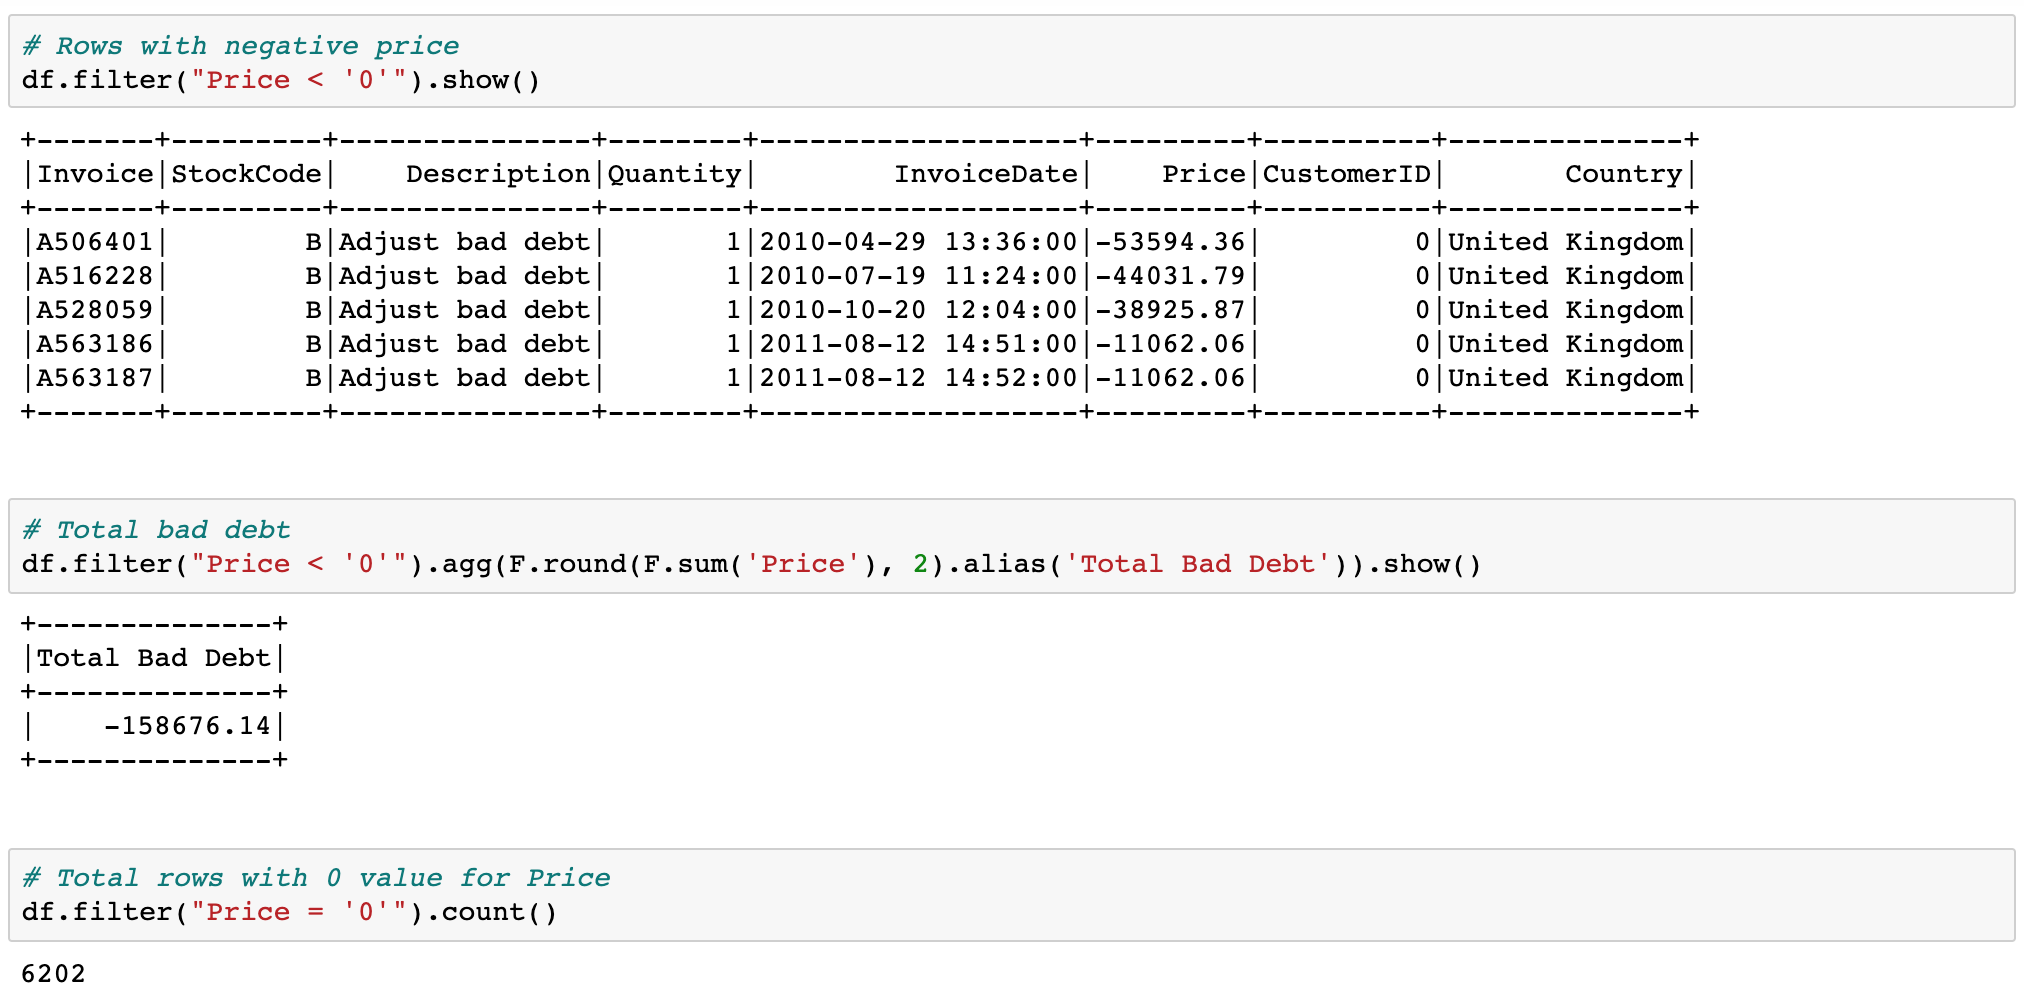 # Rows with negative price
df.filter("Price < '0'").show()
+-------+---------+---------------+--------+-------------------+---------+----------+--------------+
|Invoice|StockCode|    Description|Quantity|        InvoiceDate|    Price|CustomerID|       Country|
+-------+---------+---------------+--------+-------------------+---------+----------+--------------+
|A506401|        B|Adjust bad debt|       1|2010-04-29 13:36:00|-53594.36|         0|United Kingdom|
|A516228|        B|Adjust bad debt|       1|2010-07-19 11:24:00|-44031.79|         0|United Kingdom|
|A528059|        B|Adjust bad debt|       1|2010-10-20 12:04:00|-38925.87|         0|United Kingdom|
|A563186|        B|Adjust bad debt|       1|2011-08-12 14:51:00|-11062.06|         0|United Kingdom|
|A563187|        B|Adjust bad debt|       1|2011-08-12 14:52:00|-11062.06|         0|United Kingdom|
+-------+---------+---------------+--------+-------------------+---------+----------+--------------+
# Total bad debt
df.filter("Price < '0'").agg(F.round(F.sum('Price'), 2).alias('Total Bad Debt')).show()
+--------------+
|Total Bad Debt|
+--------------+
|    -158676.14|
+--------------+
# Total rows with 0 value for Price
df.filter("Price = '0'").count()
6202